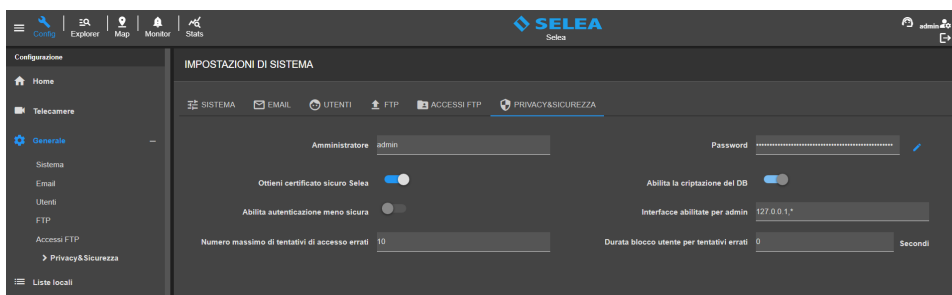 Config
Explorer
Map
Monitor
Stats
SELEA
Selea
admin
Configurazione
IMPOSTAZIONI DI SISTEMA
Home
Telecamere
Generale
Sistema
Email
Utenti
FTP
Accessi FTP
Privacy&Sicurezza
Liste locali
SISTEMA EMAIL UTENTI FTP ACCESSI FTP PRIVACY&SICUREZZA
Amministratore admin Password
Ottieni certificato sicuro Selea Abilita la criptazione del DB
Abilita autenticazione meno sicura Interfacce abilitate per admin 127.0.0.1,*
Numero massimo di tentativi di accesso errati 10 Durata blocco utente per tentativi errati 0 Secondi